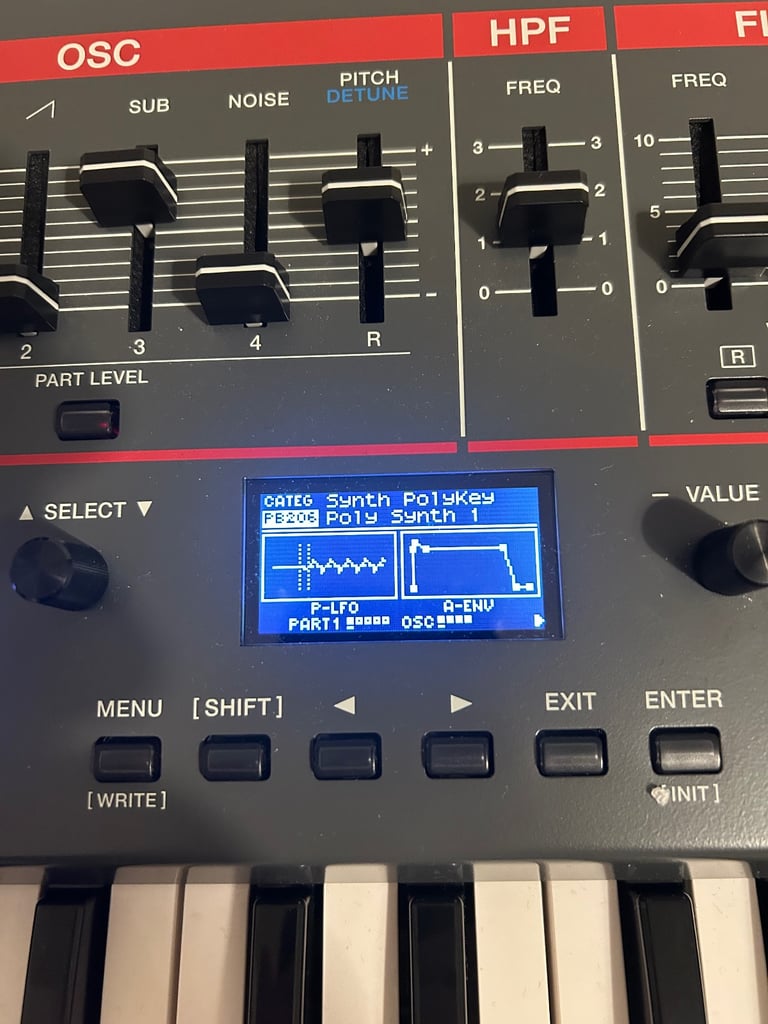 OSC
HPF
FI
SUB
NOISE
PITCH
DETUNE
FREQ
FREQ
+
-
3 3
2 2
1 1
0 0
10
5
0
2 3 4 R
PART LEVEL
R
▲ SELECT ▼
- VALUE
CATEG Synth PolyKey
Poly Synth 1
P-LFO A-ENV
PART1 OSC
MENU [SHIFT] ◀ ▶ EXIT ENTER
[WRITE] INIT]